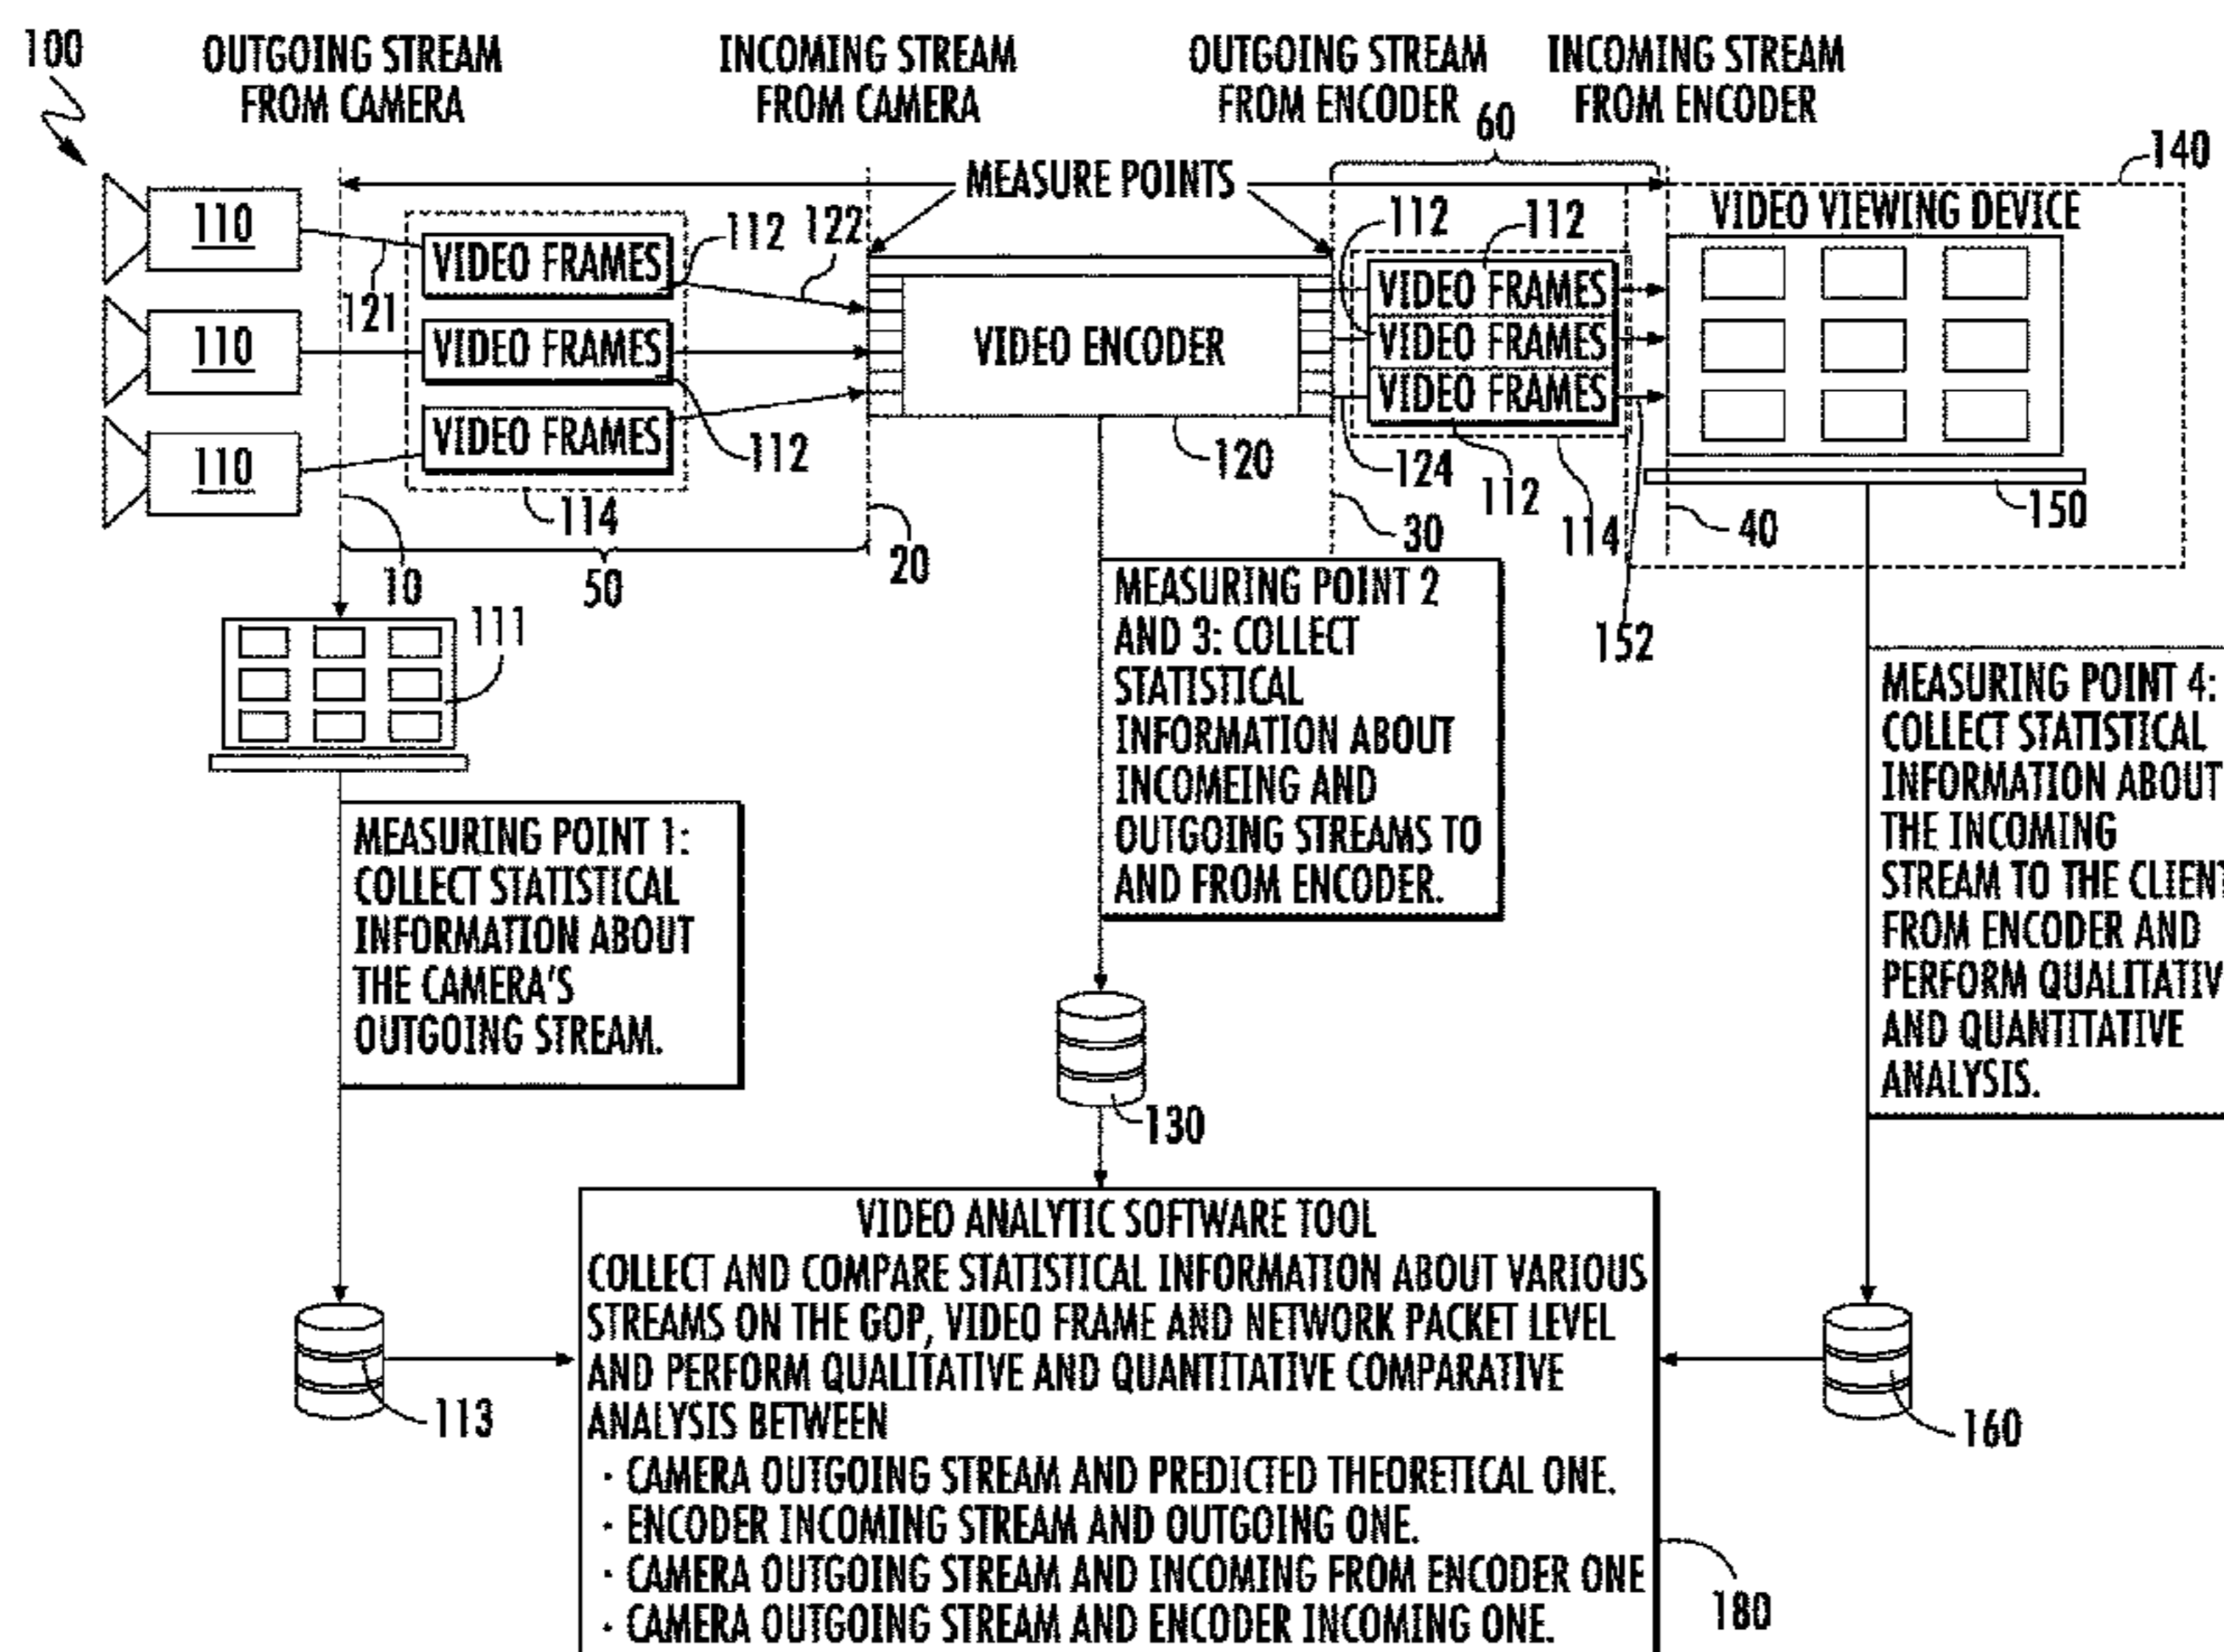 100
OUTGOING STREAM
FROM CAMERA
INCOMING STREAM
FROM CAMERA
OUTGOING STREAM
FROM ENCODER
INCOMING STREAM
FROM ENCODER
60
140
MEASURE POINTS
VIDEO VIEWING DEVICE
110
110
110
121
VIDEO FRAMES
VIDEO FRAMES
VIDEO FRAMES
112
122
112
114
VIDEO ENCODER
120
112
112
VIDEO FRAMES
VIDEO FRAMES
VIDEO FRAMES
124
112
114
150
10
50
20
30
40
152
111
MEASURING POINT 1:
COLLECT STATISTICAL
INFORMATION ABOUT
THE CAMERA'S
OUTGOING STREAM.
MEASURING POINT 2
AND 3: COLLECT
STATISTICAL
INFORMATION ABOUT
INCOMEING AND
OUTGOING STREAMS TO
AND FROM ENCODER.
MEASURING POINT 4:
COLLECT STATISTICAL
INFORMATION ABOUT
THE INCOMING
STREAM TO THE CLIENT
FROM ENCODER AND
PERFORM QUALITATIV
AND QUANTITATIVE
ANALYSIS.
130
113
160
VIDEO ANALYTIC SOFTWARE TOOL
COLLECT AND COMPARE STATISTICAL INFORMATION ABOUT VARIOUS
STREAMS ON THE GOP, VIDEO FRAME AND NETWORK PACKET LEVEL
AND PERFORM QUALITATIVE AND QUANTITATIVE COMPARATIVE
ANALYSIS BETWEEN
· CAMERA OUTGOING STREAM AND PREDICTED THEORETICAL ONE.
· ENCODER INCOMING STREAM AND OUTGOING ONE.
· CAMERA OUTGOING STREAM AND INCOMING FROM ENCODER ONE
· CAMERA OUTGOING STREAM AND ENCODER INCOMING ONE.
180